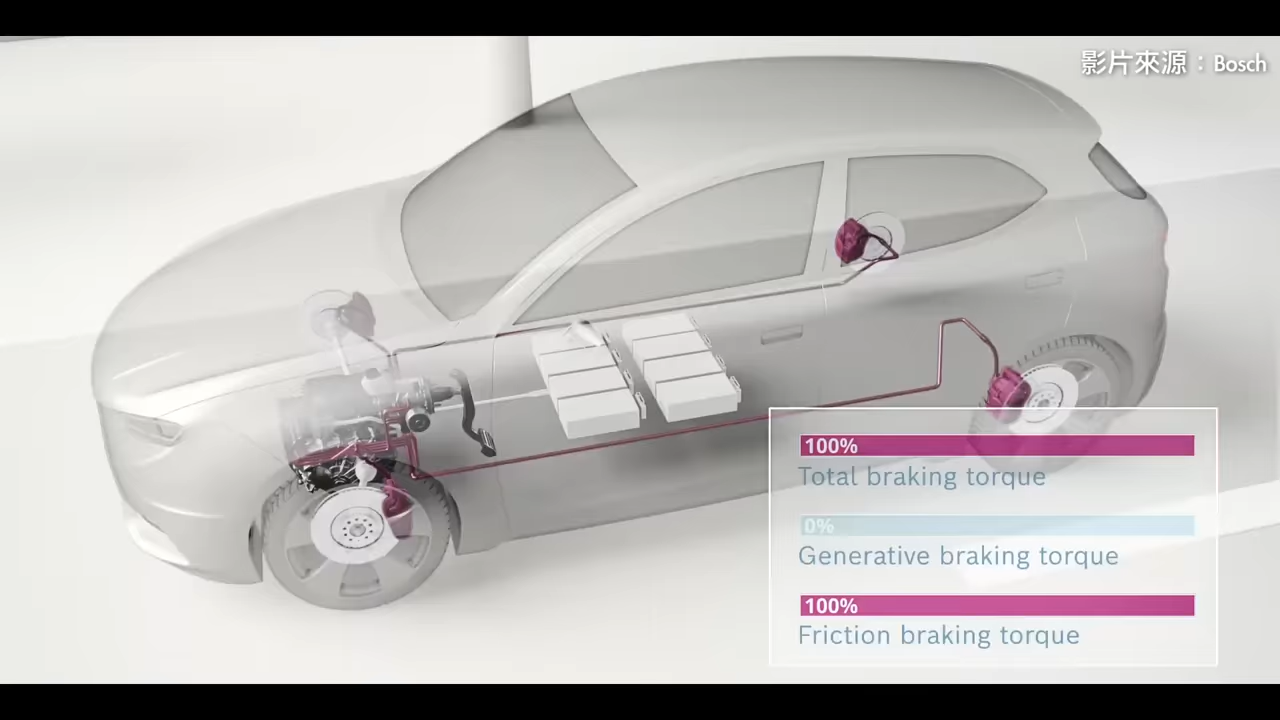 影片來源：Bosch
100%
Total braking torque
0%
Generative braking torque
100%
Friction braking torque